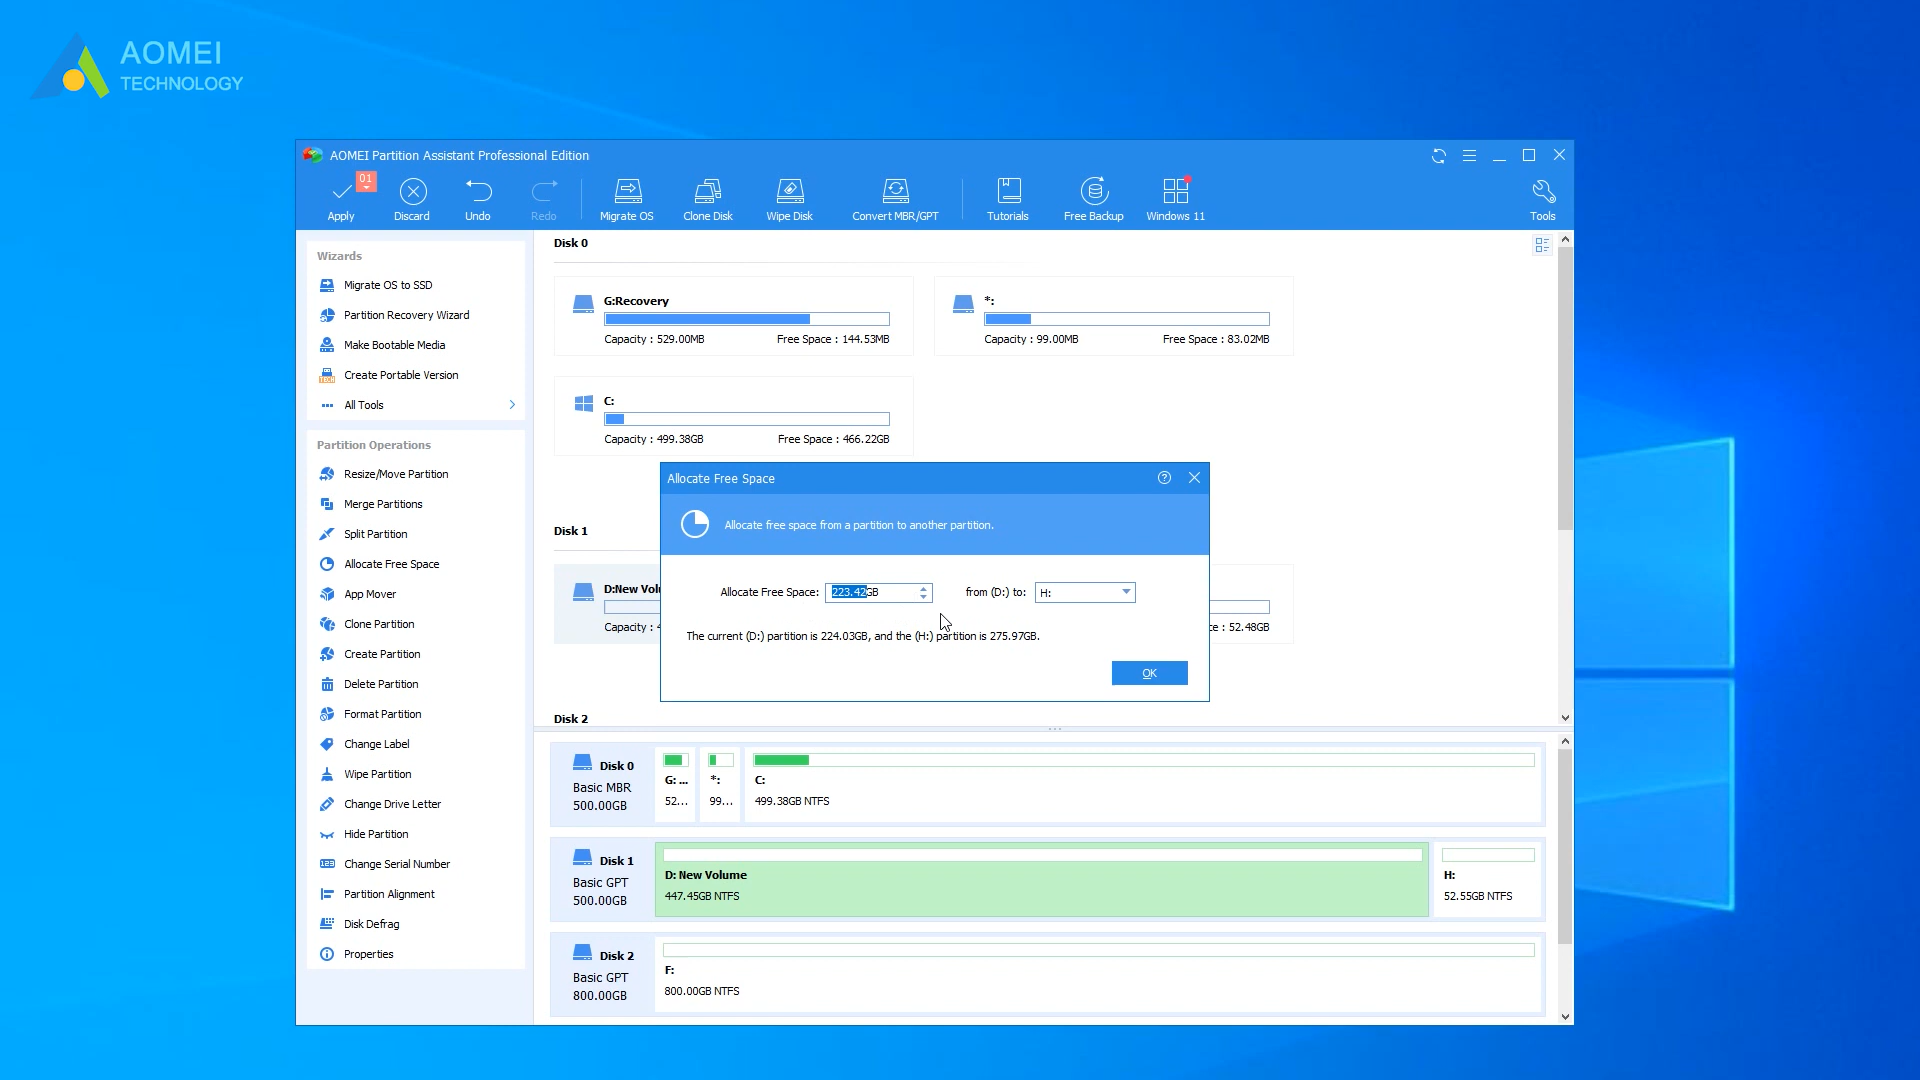 AOMEI
TECHNOLOGY
AOMEI Partition Assistant Professional Edition
01
Apply
Discard
Undo
Redo
Migrate OS
Clone Disk
Wipe Disk
Convert MBR/GPT
Tutorials
Free Backup
Windows 11
Tools
Wizards
Migrate OS to SSD
Partition Recovery Wizard
Make Bootable Media
Create Portable Version
All Tools
Partition Operations
Resize/Move Partition
Merge Partitions
Split Partition
Allocate Free Space
App Mover
Clone Partition
Create Partition
Delete Partition
Format Partition
Change Label
Wipe Partition
Change Drive Letter
Hide Partition
Change Serial Number
Partition Alignment
Disk Defrag
Properties
Disk 0
G:Recovery
Capacity : 529.00MB Free Space : 144.53MB
*:
Capacity : 99.00MB Free Space : 83.02MB
C:
Capacity : 499.38GB Free Space : 466.22GB
Disk 1
D:New Volu
Capacity : 4
ce : 52.48GB
Allocate Free Space
Allocate free space from a partition to another partition.
Allocate Free Space: 223.42GB from (D:) to: H:
The current (D:) partition is 224.03GB, and the (H:) partition is 275.97GB.
OK
Disk 2
Disk 0
Basic MBR
500.00GB
G: ...
52...
*:
99...
C:
499.38GB NTFS
Disk 1
Basic GPT
500.00GB
D: New Volume
447.45GB NTFS
H:
52.55GB NTFS
Disk 2
Basic GPT
800.00GB
F:
800.00GB NTFS